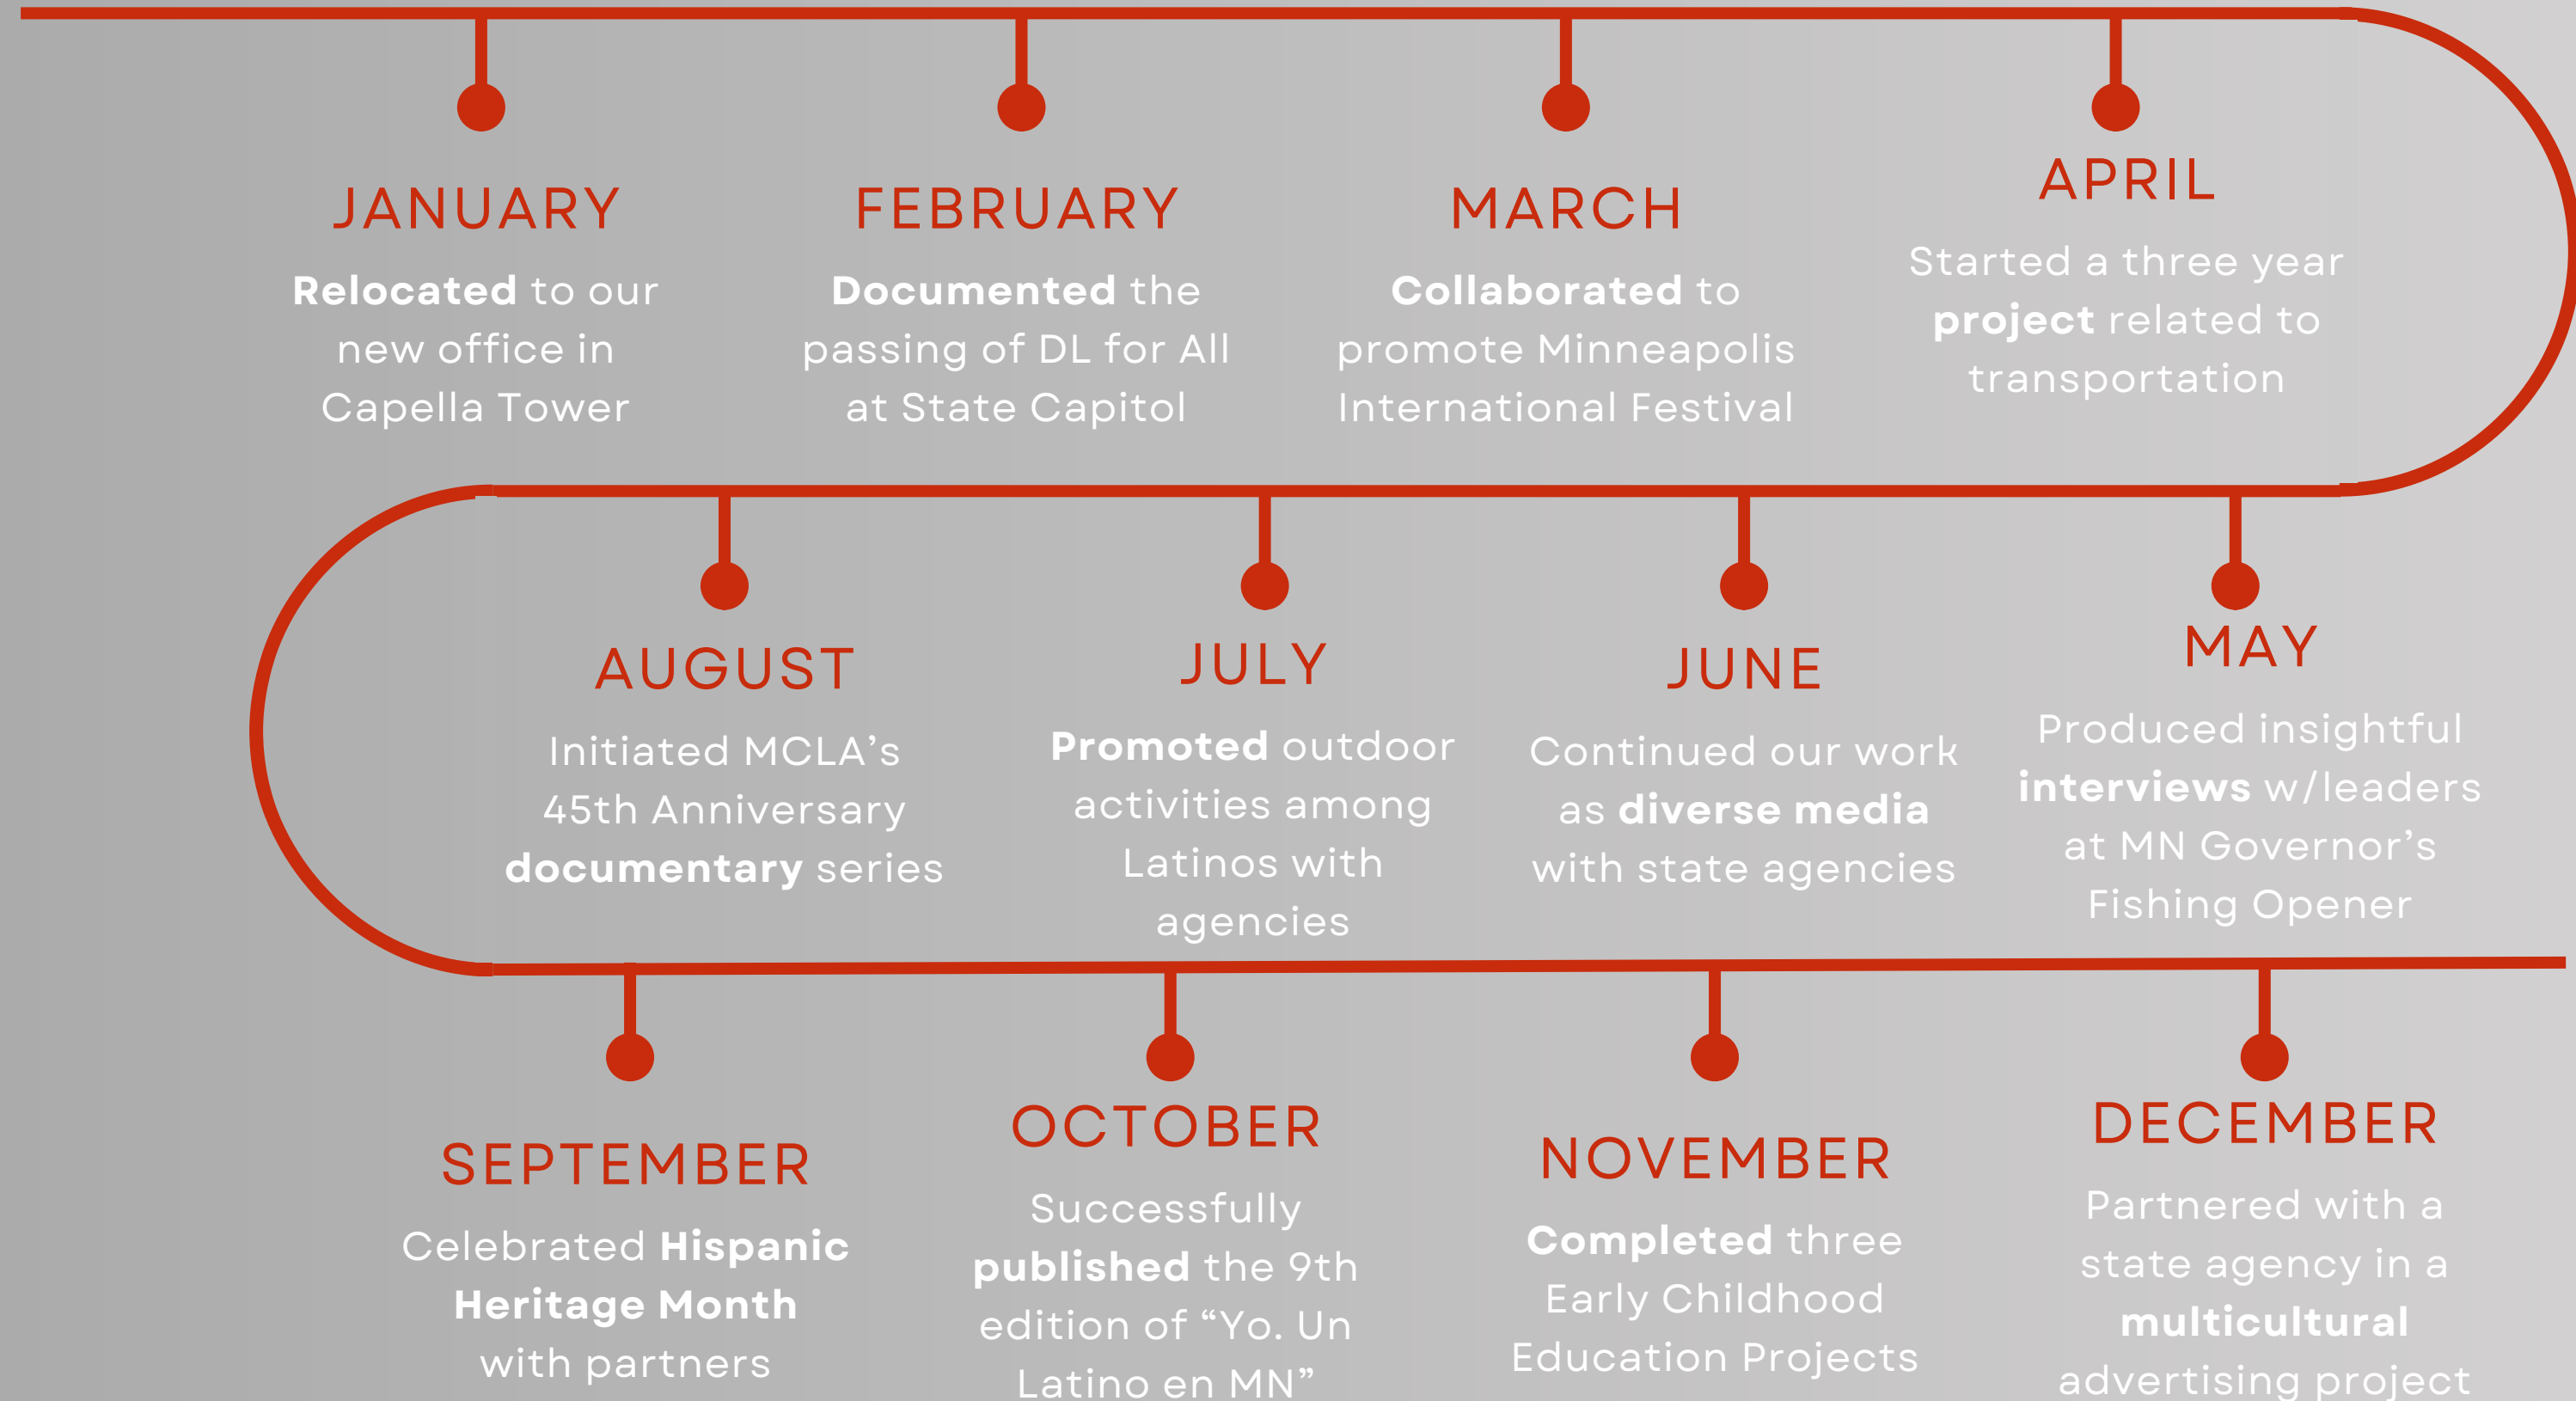 JANUARY
Relocated to our
new office in
Capella Tower
FEBRUARY
Documented the
passing of DL for All
at State Capitol
MARCH
Collaborated to
promote Minneapolis
International Festival
APRIL
Started a three year
project related to
transportation
MAY
Produced insightful
interviews w/leaders
at MN Governor’s
Fishing Opener
JUNE
Continued our work
as diverse media
with state agencies
JULY
Promoted outdoor
activities among
Latinos with
agencies
AUGUST
Initiated MCLA’s
45th Anniversary
documentary series
SEPTEMBER
Celebrated Hispanic
Heritage Month
with partners
OCTOBER
Successfully
published the 9th
edition of “Yo. Un
Latino en MN”
NOVEMBER
Completed three
Early Childhood
Education Projects
DECEMBER
Partnered with a
state agency in a
multicultural
advertising project